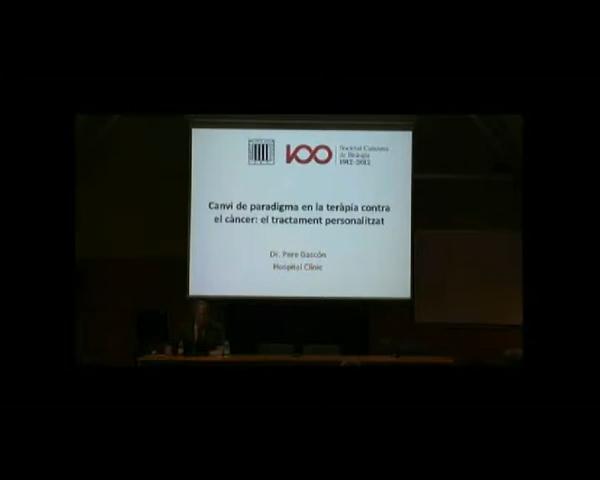 100
Societat Catalana
de Biologia
1912-2012
Canvi de paradigma en la teràpia contra
el càncer: el tractament personalitzat
Dr. Pere Gascón
Hospital Clínic